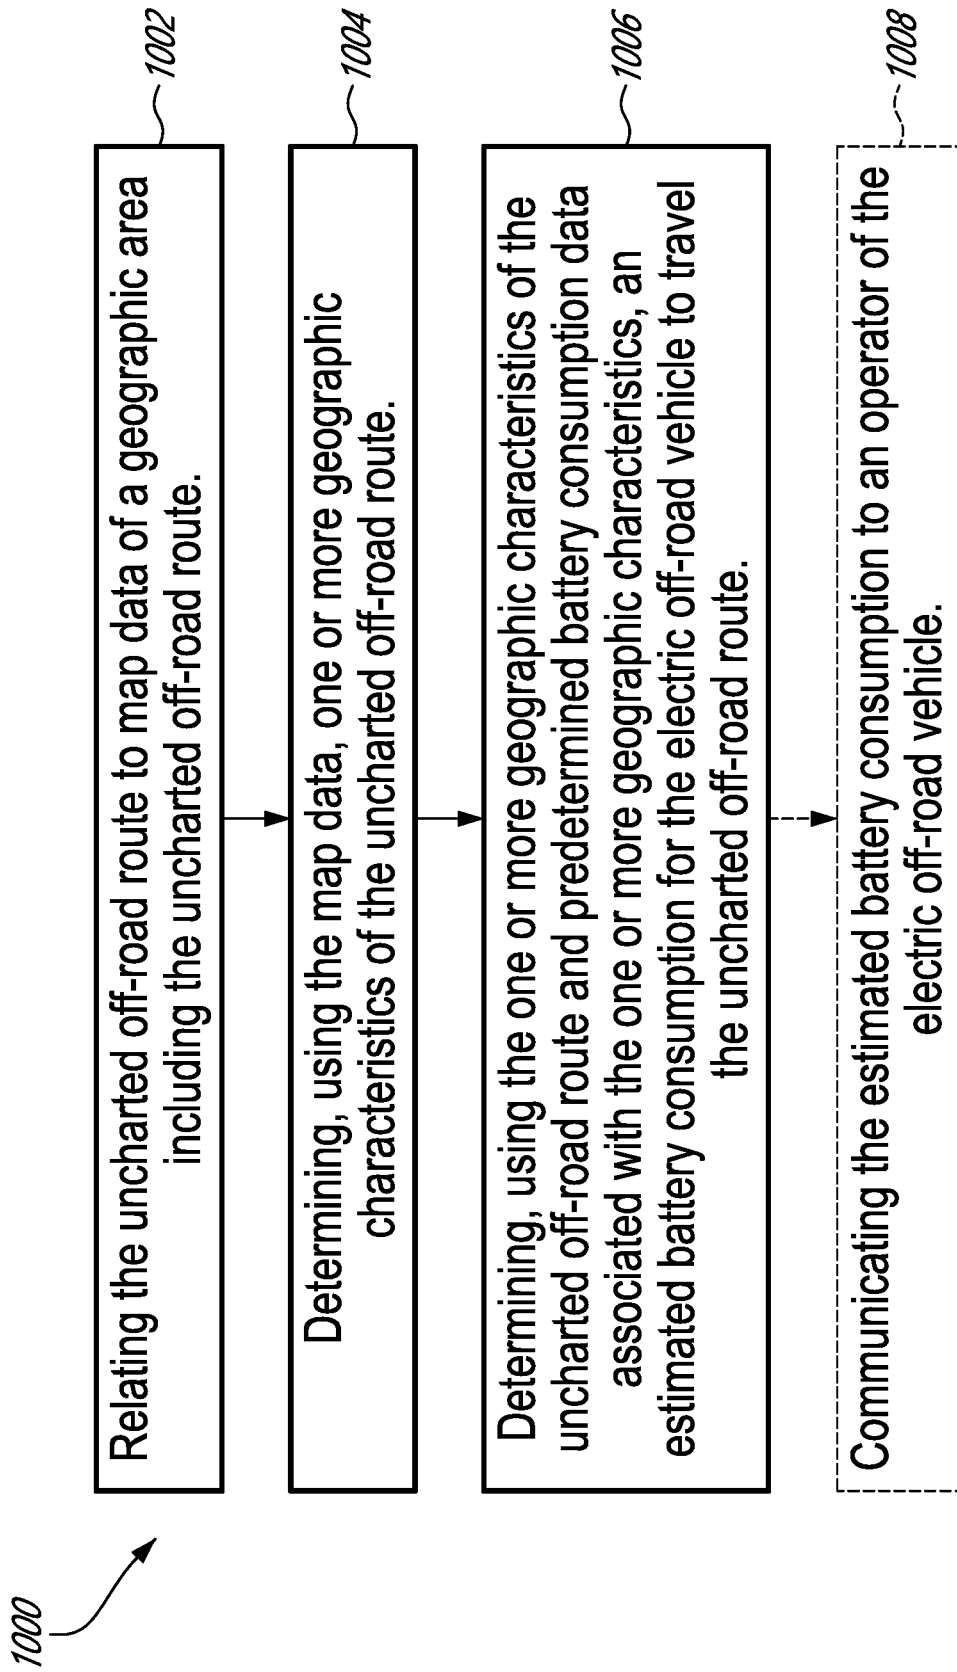 1000
Relating the uncharted off-road route to map data of a geographic area
including the uncharted off-road route.
1002
Determining, using the map data, one or more geographic
characteristics of the uncharted off-road route.
1004
Determining, using the one or more geographic characteristics of the
uncharted off-road route and predetermined battery consumption data
associated with the one or more geographic characteristics, an
estimated battery consumption for the electric off-road vehicle to travel
the uncharted off-road route.
1006
Communicating the estimated battery consumption to an operator of the
electric off-road vehicle.
1008